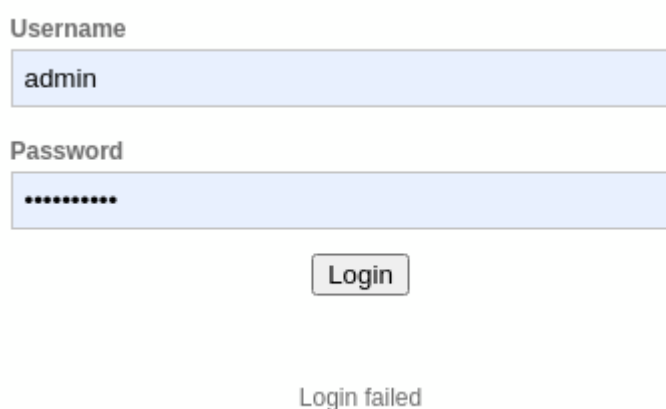 Username
admin
Password
••••••••••
Login
Login failed